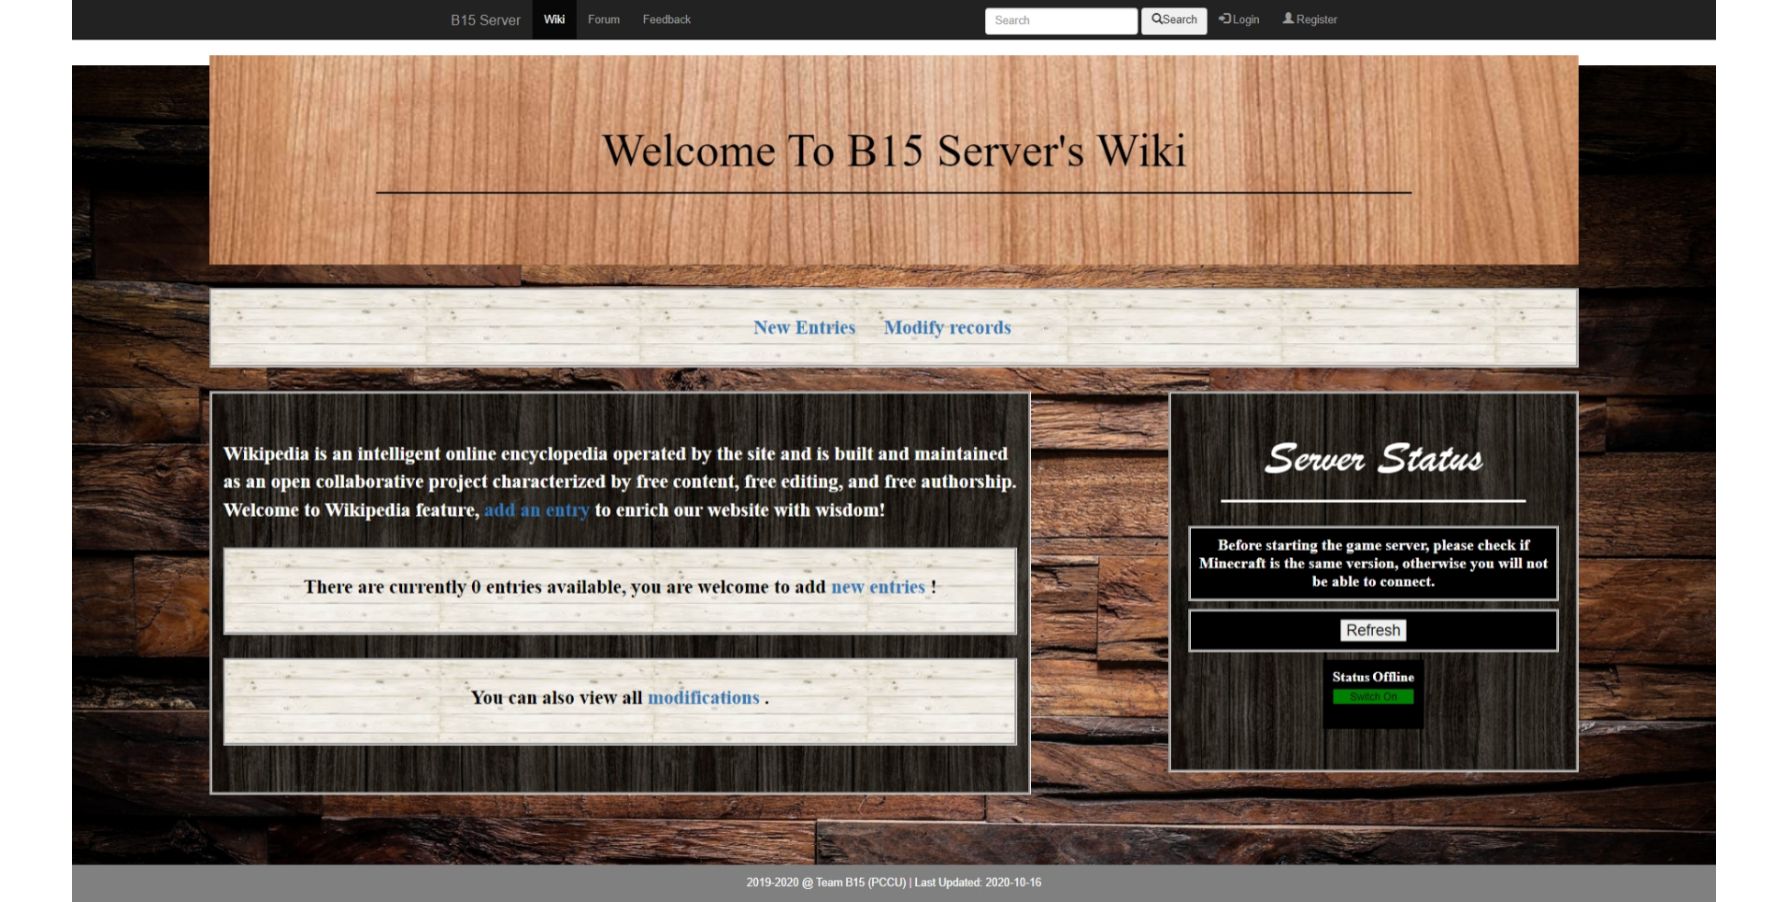 B15 Server Wiki Forum Feedback Search Search Login Register
Welcome To B15 Server's Wiki
New Entries Modify records
Wikipedia is an intelligent online encyclopedia operated by the site and is built and maintained
as an open collaborative project characterized by free content, free editing, and free authorship.
Welcome to Wikipedia feature, add an entry to enrich our website with wisdom!
There are currently 0 entries available, you are welcome to add new entries !
You can also view all modifications .
Server Status
Before starting the game server, please check if
Minecraft is the same version, otherwise you will not
be able to connect.
Refresh
Status Offline
Switch On
2019-2020 @ Team B15 (PCCU) | Last Updated: 2020-10-16